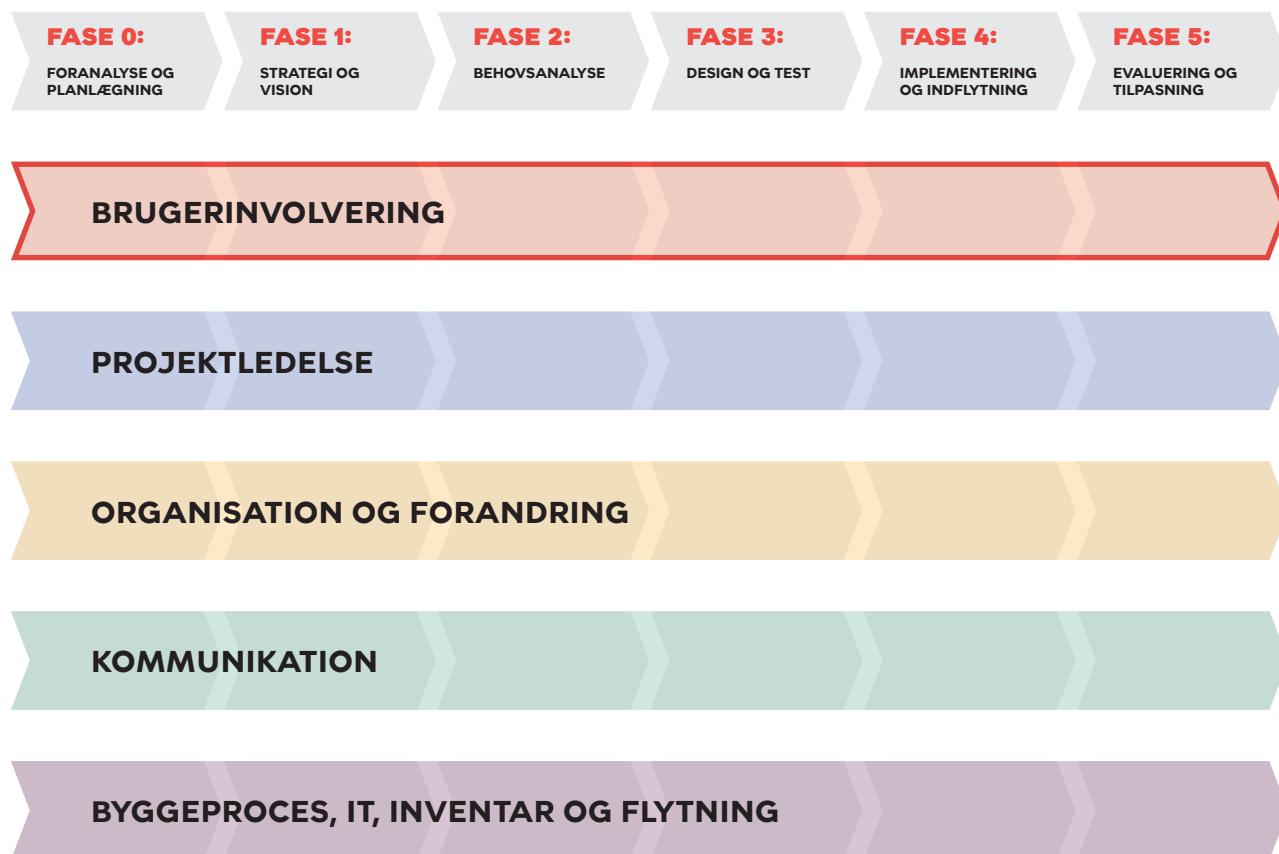 FASE 0:
FORANALYSE OG
PLANLÆGNING
FASE 1:
STRATEGI OG
VISION
FASE 2:
BEHOVSANALYSE
FASE 3:
DESIGN OG TEST
FASE 4:
IMPLEMENTERING
OG INDFLYTNING
FASE 5:
EVALUERING OG
TILPASNING
BRUGERINVOLVERING
PROJEKTLEDELSE
ORGANISATION OG FORANDRING
KOMMUNIKATION
BYGGEPROCES, IT, INVENTAR OG FLYTNING